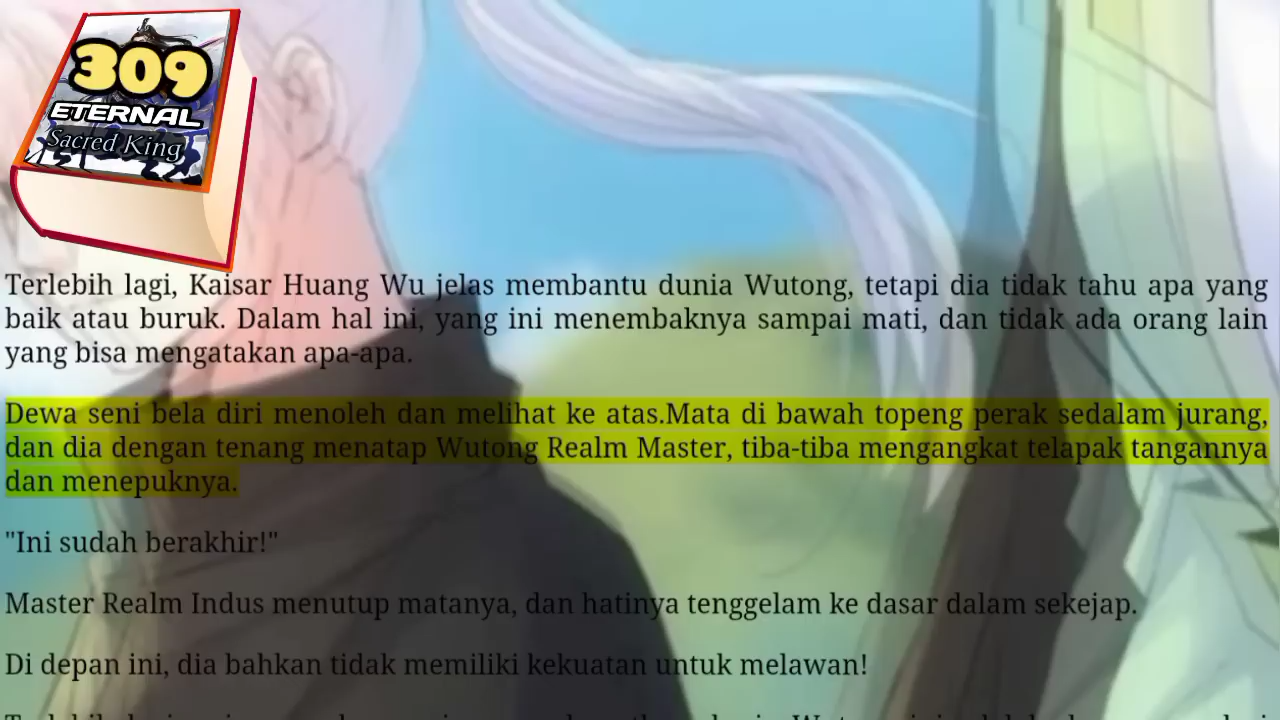 309
ETERNAL
Sacred King
Terlebih lagi, Kaisar Huang Wu jelas membantu dunia Wutong, tetapi dia tidak tahu apa yang
baik atau buruk. Dalam hal ini, yang ini menembaknya sampai mati, dan tidak ada orang lain
yang bisa mengatakan apa-apa.
Dewa seni bela diri menoleh dan melihat ke atas.Mata di bawah topeng perak sedalam jurang,
dan dia dengan tenang menatap Wutong Realm Master, tiba-tiba mengangkat telapak tangannya
dan menepuknya.
"Ini sudah berakhir!"
Master Realm Indus menutup matanya, dan hatinya tenggelam ke dasar dalam sekejap.
Di depan ini, dia bahkan tidak memiliki kekuatan untuk melawan!